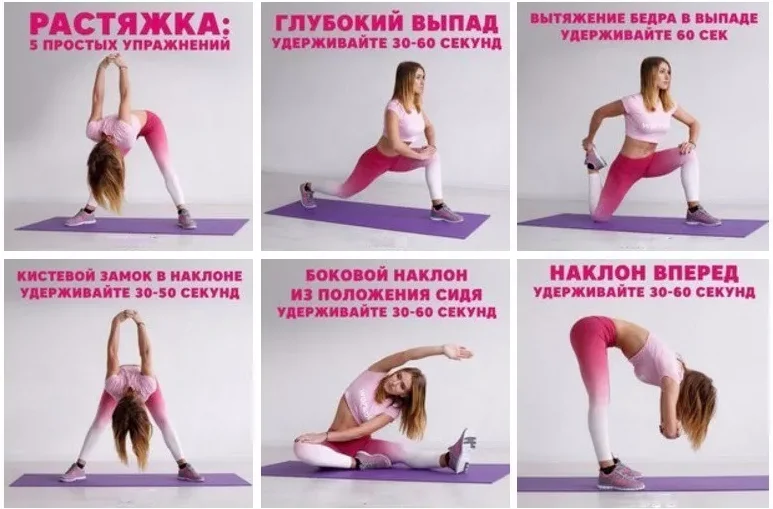 РАСТЯЖКА:
5 ПРОСТЫХ УПРАЖНЕНИЙ
ГЛУБОКИЙ ВЫПАД
УДЕРЖИВАЙТЕ 30-60 СЕКУНД
ВЫТЯЖЕНИЕ БЕДРА В ВЫПАДЕ
УДЕРЖИВАЙТЕ 60 СЕК
КИСТЕВОЙ ЗАМОК В НАКЛОНЕ
УДЕРЖИВАЙТЕ 30-50 СЕКУНД
БОКОВОЙ НАКЛОН
ИЗ ПОЛОЖЕНИЯ СИДЯ
УДЕРЖИВАЙТЕ 30-60 СЕКУНД
НАКЛОН ВПЕРЕД
УДЕРЖИВАЙТЕ 30-60 СЕКУНД